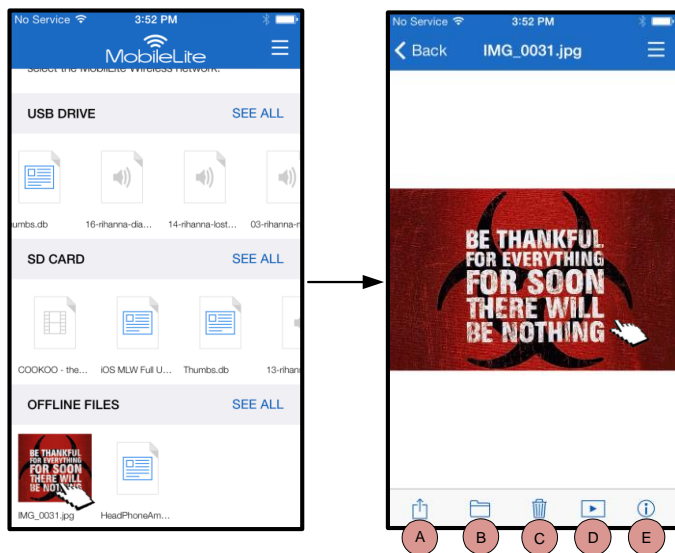 No Service 3:52 PM
MobileLite
select the MobiLite Wireless network.
USB DRIVE SEE ALL
umbs.db 16-rihanna-dia... 14-rihanna-lost... 03-rihanna-r
SD CARD SEE ALL
COOKOO - the... iOS MLW Full U... Thumbs.db 13-rihan
OFFLINE FILES SEE ALL
BE THANKFUL
FOR EVERYTHING
FOR SOON
THERE WILL
BE NOTHING
IMG_0031.jpg HeadPhoneAm...
No Service 3:52 PM
Back IMG_0031.jpg
BE THANKFUL
FOR EVERYTHING
FOR SOON
THERE WILL
BE NOTHING
A B C D E